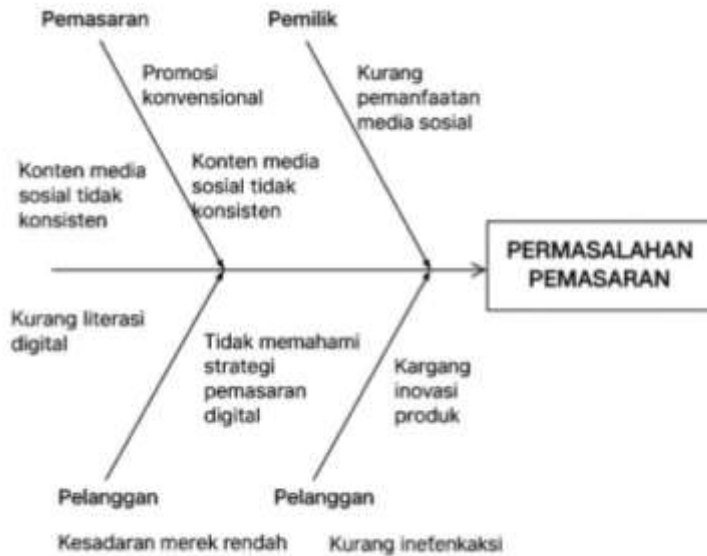 Pemasaran
Pemilik
Promosi
konvensional
Kurang
pemanfaatan
media sosial
Konten media
sosial tidak
konsisten
Konten media
sosial tidak
konsisten
PERMASALAHAN
PEMASARAN
Kurang literasi
digital
Tidak memahami
strategi
pemasaran
digital
Kargang
inovasi
produk
Pelanggan
Pelanggan
Kesadaran merek rendah
Kurang inefenkaksi